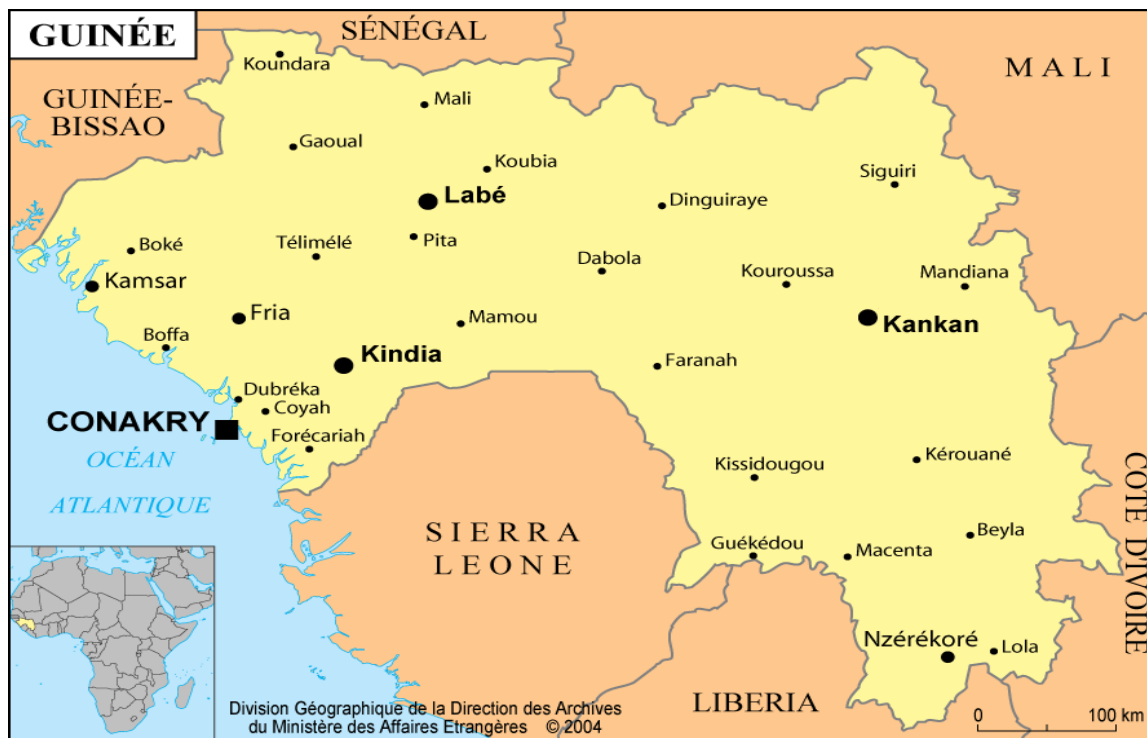 GUINÉE
SÉNÉGAL
MALI
GUINÉE-
BISSAO
Koundara
Mali
Gaoual
Koubia
Siguiri
Labé
Dinguiraye
Boké
Télimélé
Pita
Dabola
Kouroussa
Mandiana
Kamsar
Fria
Mamou
Kankan
Boffa
Kindia
Faranah
Dubréka
Coyah
CONAKRY
Forécariah
OCÉAN
ATLANTIQUE
Kissidougou
Kérouané
SIERRA
LEONE
Guékédou
Macenta
Beyla
CÔTE D'IVOIRE
Nzérékoré
Lola
LIBERIA
Division Géographique de la Direction des Archives
du Ministère des Affaires Etrangères © 2004
0 100 km